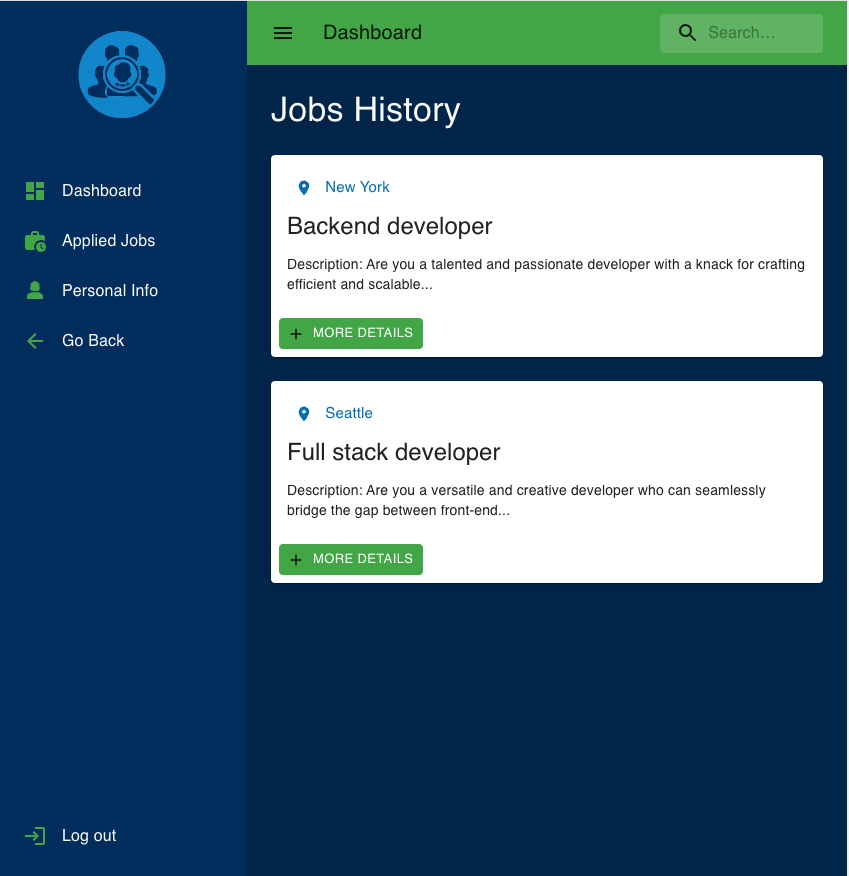 Dashboard
Search...
Dashboard
Applied Jobs
Personal Info
Go Back
Log out
Jobs History
New York
Backend developer
Description: Are you a talented and passionate developer with a knack for crafting
efficient and scalable...
MORE DETAILS
Seattle
Full stack developer
Description: Are you a versatile and creative developer who can seamlessly
bridge the gap between front-end...
MORE DETAILS